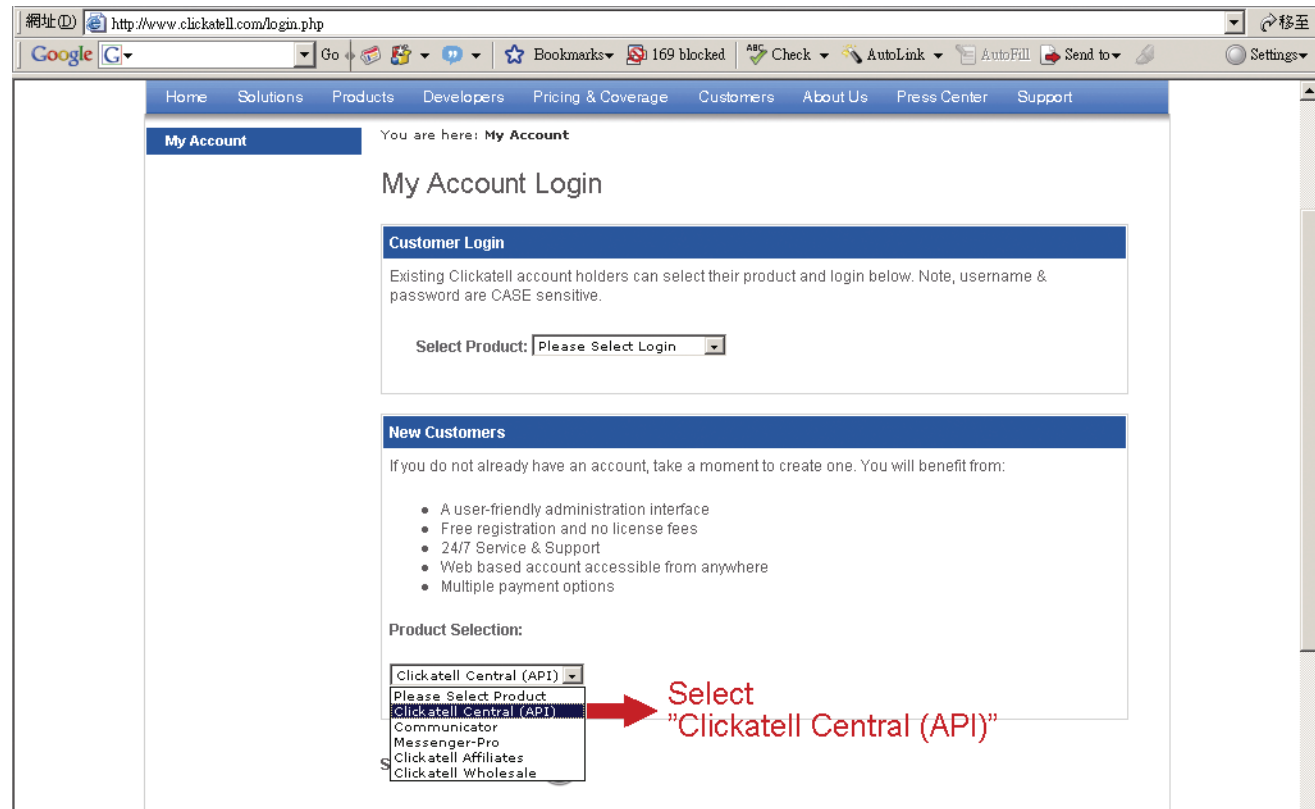 網址(D) http://www.clickatell.com/login.php 移至
Google G Go Bookmarks 169 blocked ABC Check AutoLink AutoFill Send to Settings
Home Solutions Products Developers Pricing & Coverage Customers About Us Press Center Support
My Account
You are here: My Account
My Account Login
Customer Login
Existing Clickatell account holders can select their product and login below. Note, username &
password are CASE sensitive.
Select Product: Please Select Login
New Customers
If you do not already have an account, take a moment to create one. You will benefit from:
A user-friendly administration interface
Free registration and no license fees
24/7 Service & Support
Web based account accessible from anywhere
Multiple payment options
Product Selection:
Clickatell Central (API)
Please Select Product
Clickatell Central (API)
Communicator
Messenger-Pro
Clickatell Affiliates
Clickatell Wholesale
Select
"Clickatell Central (API)"